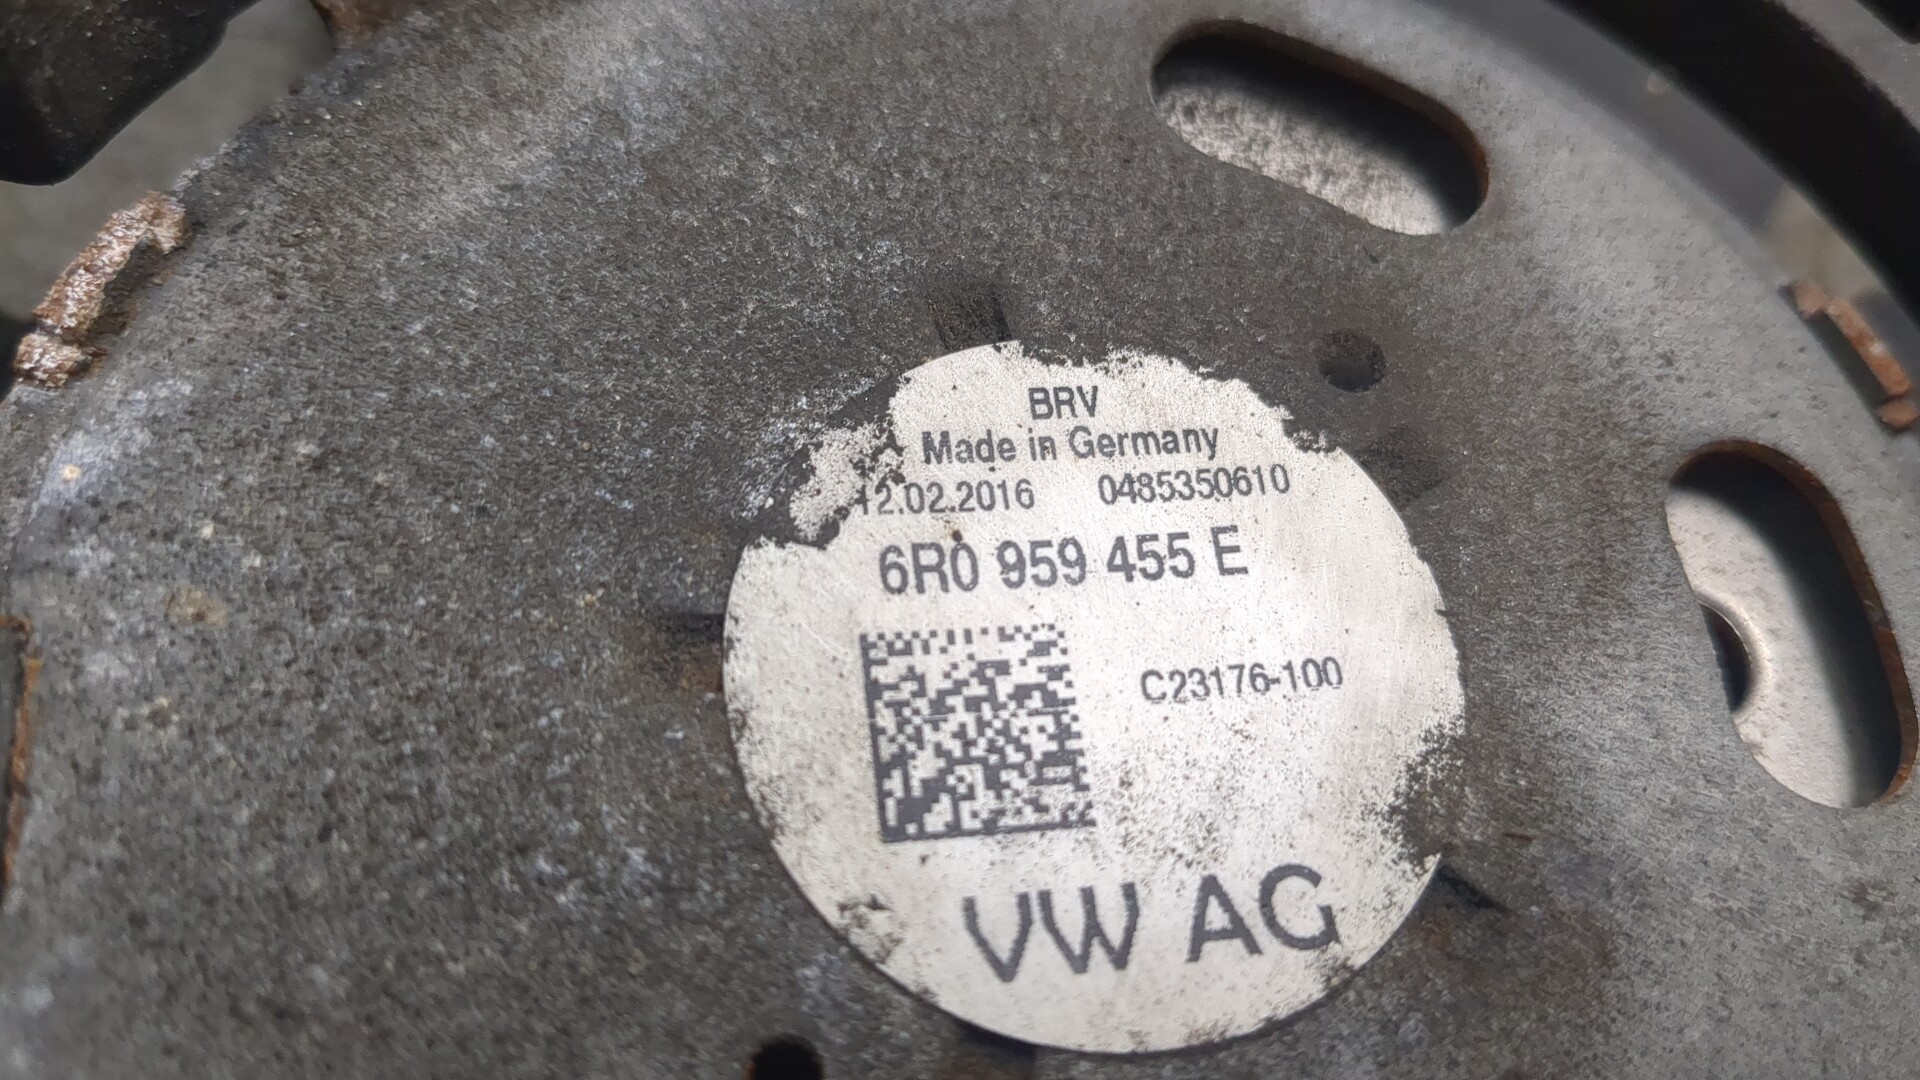 BRV
Made in Germany
12.02.2016 0485350610
6R0 959 455 E
C23176-100
VW AG